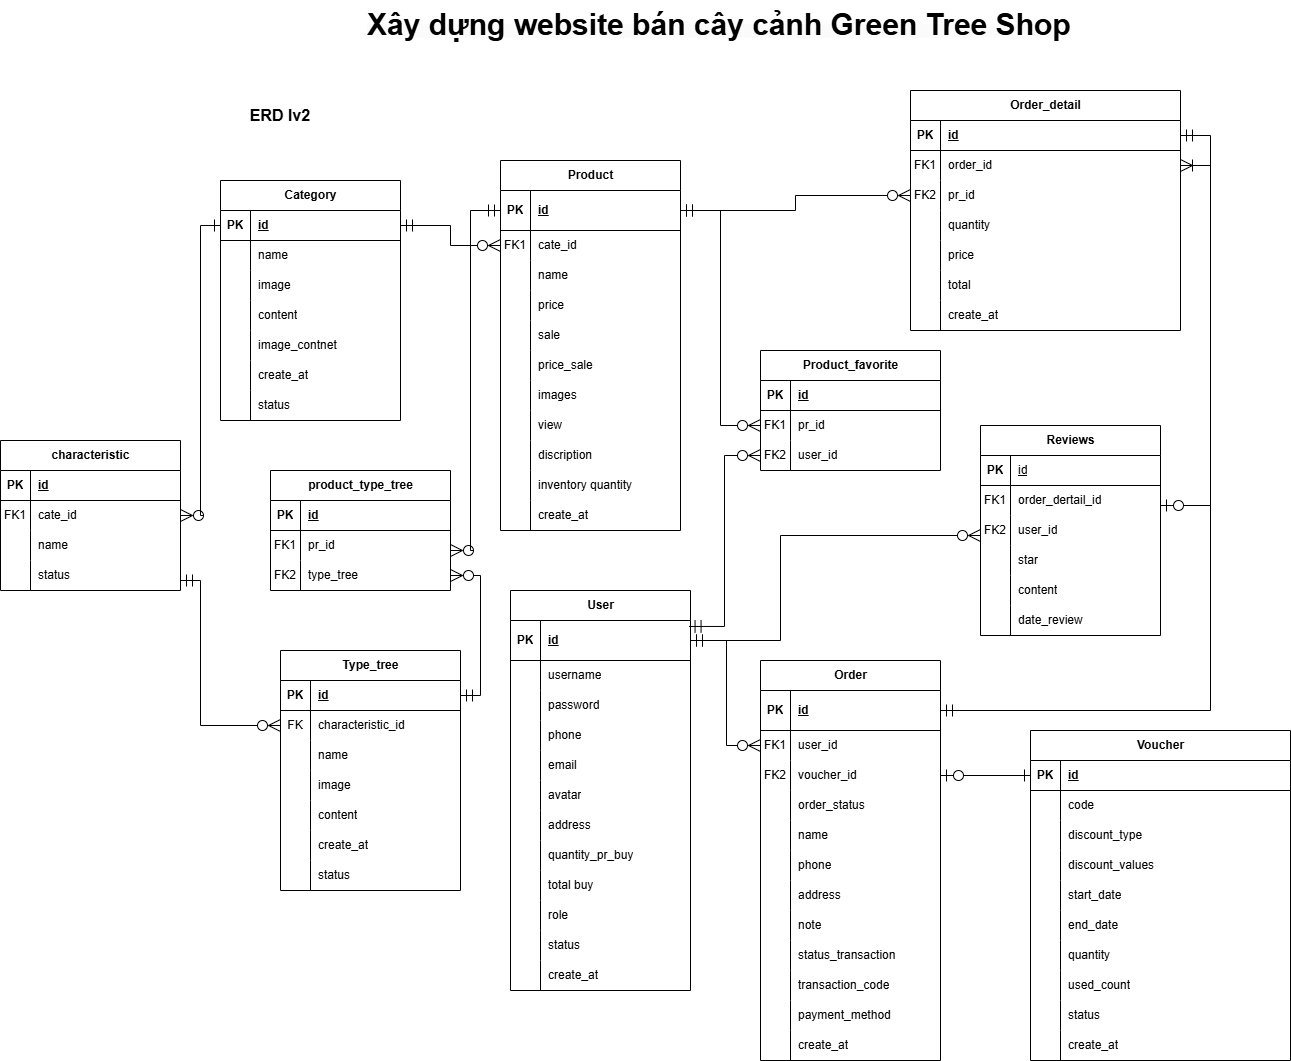 Xây dựng website bán cây cảnh Green Tree Shop
ERD lv2
Order_detail
PK id
FK1 order_id
FK2 pr_id
quantity
price
total
create_at
Product
PK id
FK1 cate_id
name
price
sale
price_sale
images
view
discription
inventory quantity
create_at
Category
PK id
name
image
content
image_contnet
create_at
status
Product_favorite
PK id
FK1 pr_id
FK2 user_id
Reviews
PK id
FK1 order_dertail_id
FK2 user_id
star
content
date_review
characteristic
PK id
FK1 cate_id
name
status
product_type_tree
PK id
FK1 pr_id
FK2 type_tree
User
PK id
username
password
phone
email
avatar
address
quantity_pr_buy
total buy
role
status
create_at
Type_tree
PK id
FK characteristic_id
name
image
content
create_at
status
Order
PK id
FK1 user_id
FK2 voucher_id
order_status
name
phone
address
note
status_transaction
transaction_code
payment_method
create_at
Voucher
PK id
code
discount_type
discount_values
start_date
end_date
quantity
used_count
status
create_at